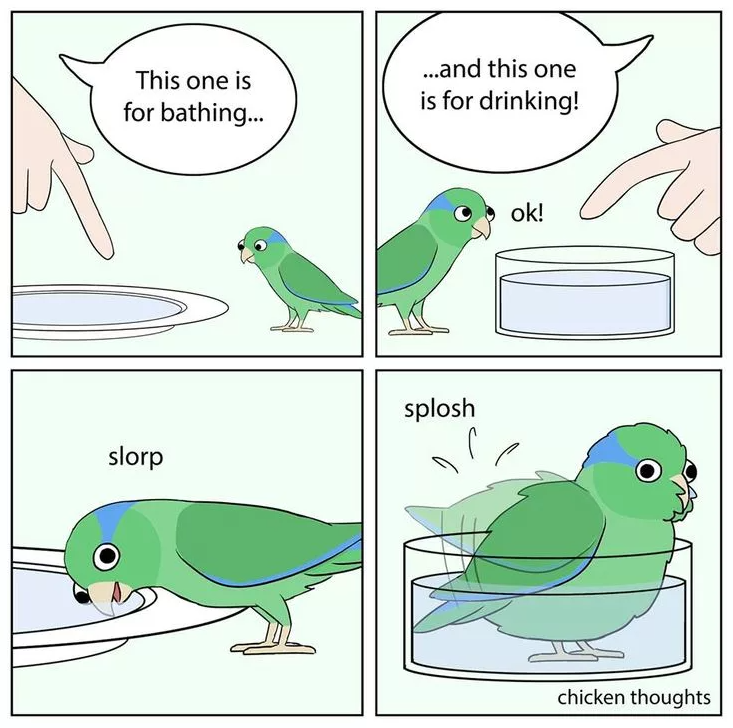 This one is
for bathing...
...and this one
is for drinking!
ok!
slorp
splosh
chicken thoughts